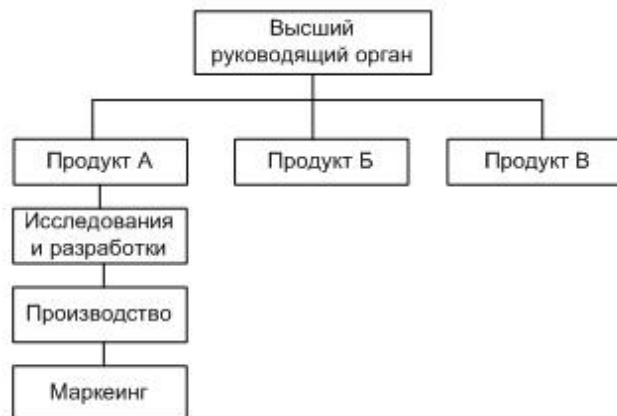 Высший
руководящий орган
Продукт А
Продукт Б
Продукт В
Исследования
и разработки
Производство
Маркеинг